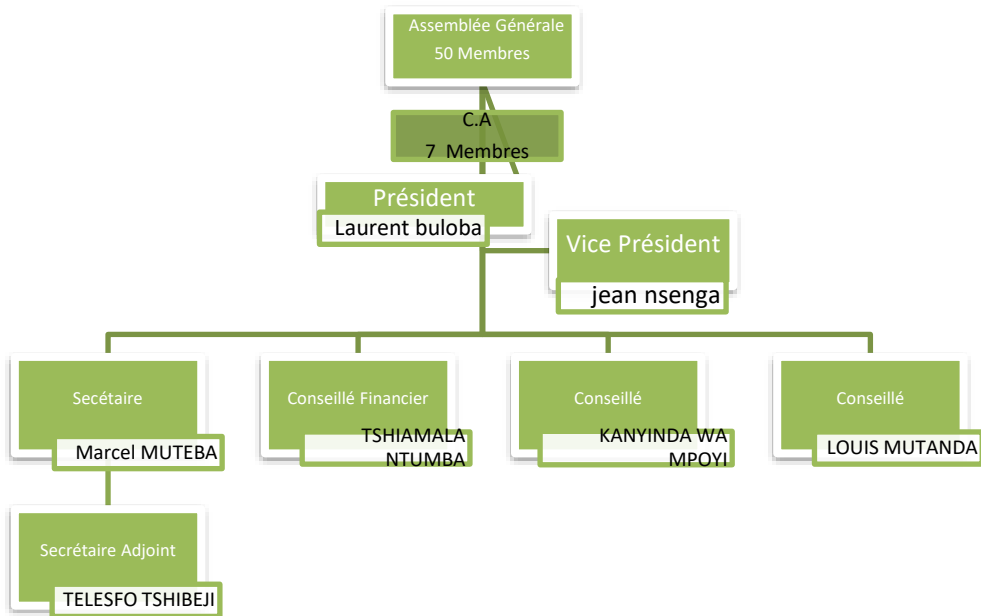 Assemblée Générale
50 Membres
C.A
7 Membres
Président
Laurent buloba
Vice Président
jean nsenga
Secétaire
Marcel MUTEBA
Conseillé Financier
TSHIAMALA
NTUMBA
Conseillé
KANYINDA WA
MPOYI
Conseillé
LOUIS MUTANDA
Secrétaire Adjoint
TELESFO TSHIBEJI